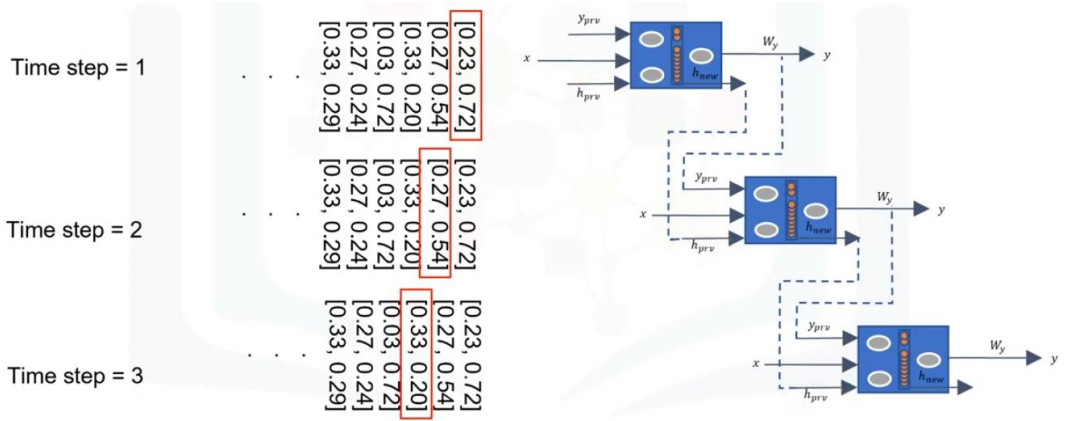 Time step = 1
. . .
[0.33, 0.29]
[0.27, 0.24]
[0.03, 0.72]
[0.33, 0.20]
[0.27, 0.54]
[0.23, 0.72]
y_prv
x
h_prv
h_new
W_y
y
Time step = 2
. . .
[0.33, 0.29]
[0.27, 0.24]
[0.03, 0.72]
[0.33, 0.20]
[0.27, 0.54]
[0.23, 0.72]
y_prv
x
h_prv
h_new
W_y
y
Time step = 3
. . .
[0.33, 0.29]
[0.27, 0.24]
[0.03, 0.72]
[0.33, 0.20]
[0.27, 0.54]
[0.23, 0.72]
y_prv
x
h_prv
h_new
W_y
y